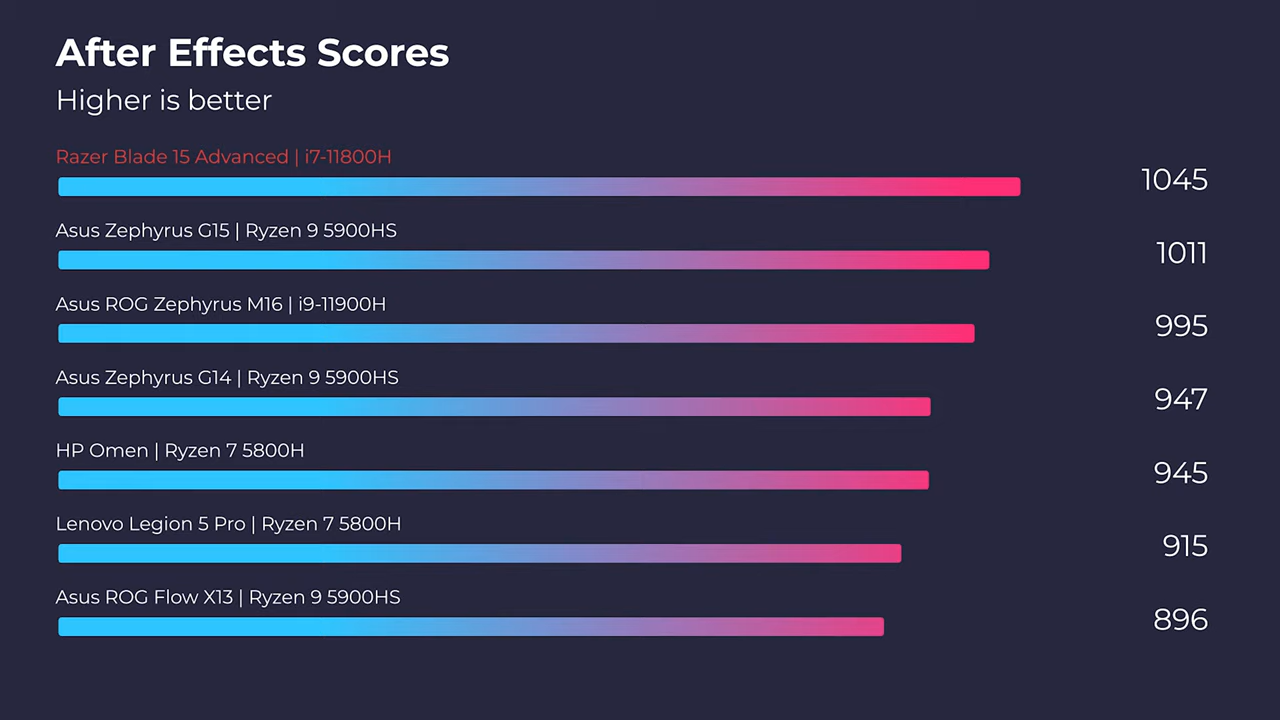 After Effects Scores
Higher is better
Razer Blade 15 Advanced | i7-11800H
1045
Asus Zephyrus G15 | Ryzen 9 5900HS
1011
Asus ROG Zephyrus M16 | i9-11900H
995
Asus Zephyrus G14 | Ryzen 9 5900HS
947
HP Omen | Ryzen 7 5800H
945
Lenovo Legion 5 Pro | Ryzen 7 5800H
915
Asus ROG Flow X13 | Ryzen 9 5900HS
896